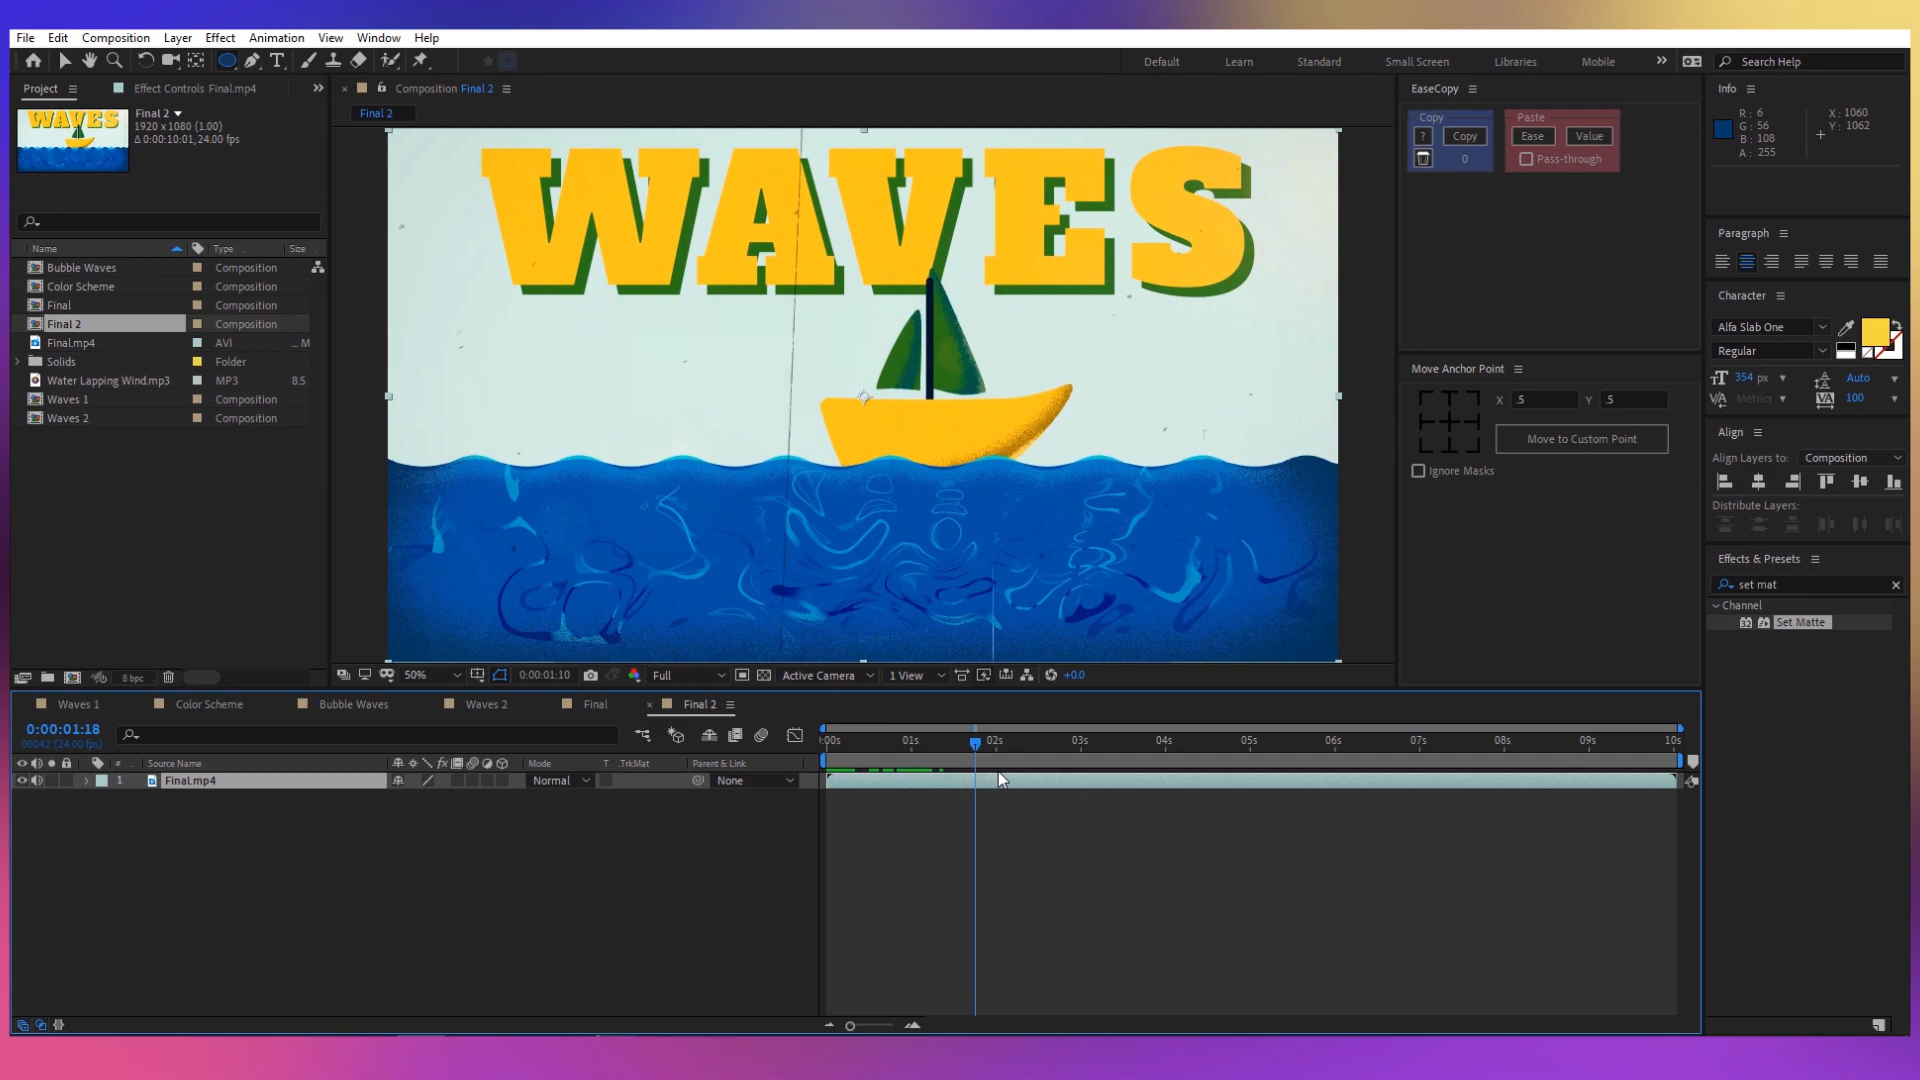 File Edit Composition Layer Effect Animation View Window Help
Default Learn Standard Small Screen Libraries Mobile Search Help
Project Effect Controls Final.mp4
Final 2
1920 x 1080 (1.00)
Δ 0:00:10:01, 24.00 fps
Name Type Size
Bubble Waves Composition
Color Scheme Composition
Final Composition
Final 2 Composition
Final.mp4 AVI ... M
Solids Folder
Water Lapping Wind.mp3 MP3 8.5
Waves 1 Composition
Waves 2 Composition
8 bpc
Composition Final 2
Final 2
WAVES
50% 0:00:01:10 Full Active Camera 1 View +0.0
EaseCopy
Copy Paste
? Copy Ease Value
0 Pass-through
Move Anchor Point
X .5 Y .5
Move to Custom Point
Ignore Masks
Info
R : 6 X : 1060
G : 56 Y : 1062
B : 108
A : 255
Paragraph
Character
Alfa Slab One
Regular
354 px Auto
Metrics 100
Align
Align Layers to: Composition
Distribute Layers:
Effects & Presets
set mat
Channel
32 Set Matte
Waves 1 Color Scheme Bubble Waves Waves 2 Final Final 2
0:00:01:18
00042 (24.00 fps)
:00s 01s 02s 03s 04s 05s 06s 07s 08s 09s 10s
# Source Name fx Mode T .TrkMat Parent & Link
1 Final.mp4 Normal None